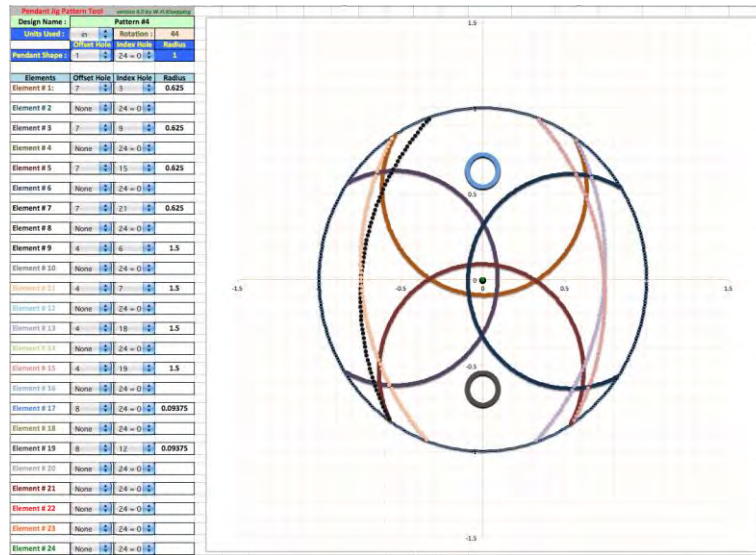 Pendant Jig Pattern Tool version 4.0 by W.H.Kloepping
Design Name : Pattern #4
Units Used : in Rotation : 44
Offset Hole Index Hole Radius
Pendant Shape : 1 24 = 0 1
Elements Offset Hole Index Hole Radius
Element # 1: 7 3 0.625
Element # 2 None 24 = 0
Element # 3 7 9 0.625
Element # 4 None 24 = 0
Element # 5 7 15 0.625
Element # 6 None 24 = 0
Element # 7 7 21 0.625
Element # 8 None 24 = 0
Element # 9 4 6 1.5
Element # 10 None 24 = 0
Element # 11 4 7 1.5
Element # 12 None 24 = 0
Element # 13 4 18 1.5
Element # 14 None 24 = 0
Element # 15 4 19 1.5
Element # 16 None 24 = 0
Element # 17 8 24 = 0 0.09375
Element # 18 None 24 = 0
Element # 19 8 12 0.09375
Element # 20 None 24 = 0
Element # 21 None 24 = 0
Element # 22 None 24 = 0
Element # 23 None 24 = 0
Element # 24 None 24 = 0
1.5
1
0.5
-1.5 -0.5 0 0.5 1.5
-0.5
-1
-1.5